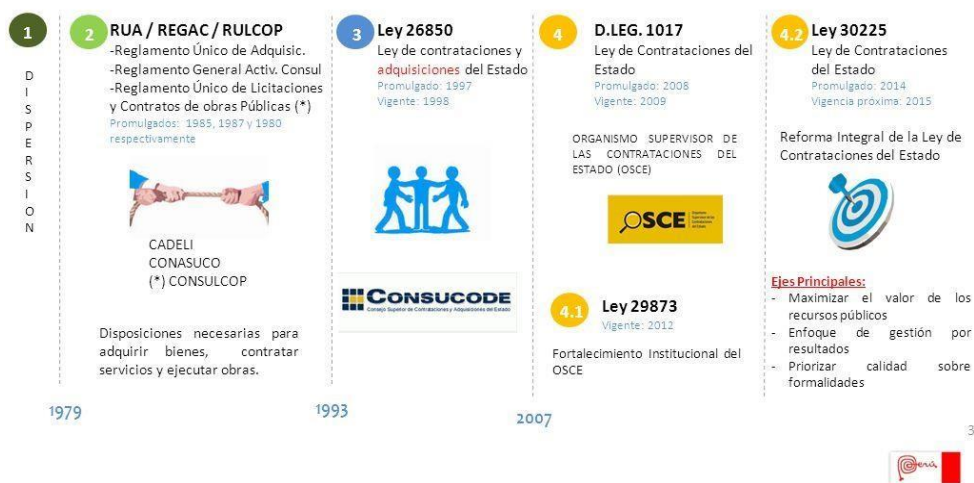 1
D
I
S
P
E
R
S
I
O
N
2
RUA / REGAC / RULCOP
-Reglamento Único de Adquisic.
-Reglamento General Activ. Consul
-Reglamento Único de Licitaciones
y Contratos de obras Públicas (*)
Promulgados: 1985, 1987 y 1980
respectivamente
CADELI
CONASUCO
(*) CONSULCOP
Disposiciones necesarias para
adquirir bienes, contratar
servicios y ejecutar obras.
3
Ley 26850
Ley de contrataciones y
adquisiciones del Estado
Promulgado: 1997
Vigente: 1998
CONSUCODE
Consejo Superior de Contrataciones y Adquisiciones del Estado
4
D.LEG. 1017
Ley de Contrataciones del
Estado
Promulgado: 2008
Vigente: 2009
ORGANISMO SUPERVISOR DE
LAS CONTRATACIONES DEL
ESTADO (OSCE)
OSCE
4.1
Ley 29873
Vigente: 2012
Fortalecimiento Institucional del
OSCE
4.2
Ley 30225
Ley de Contrataciones
del Estado
Promulgado: 2014
Vigencia próxima: 2015
Reforma Integral de la Ley de
Contrataciones del Estado
Ejes Principales:
- Maximizar el valor de los
recursos públicos
- Enfoque de gestión por
resultados
- Priorizar calidad sobre
formalidades
1979
1993
2007
3
Perú